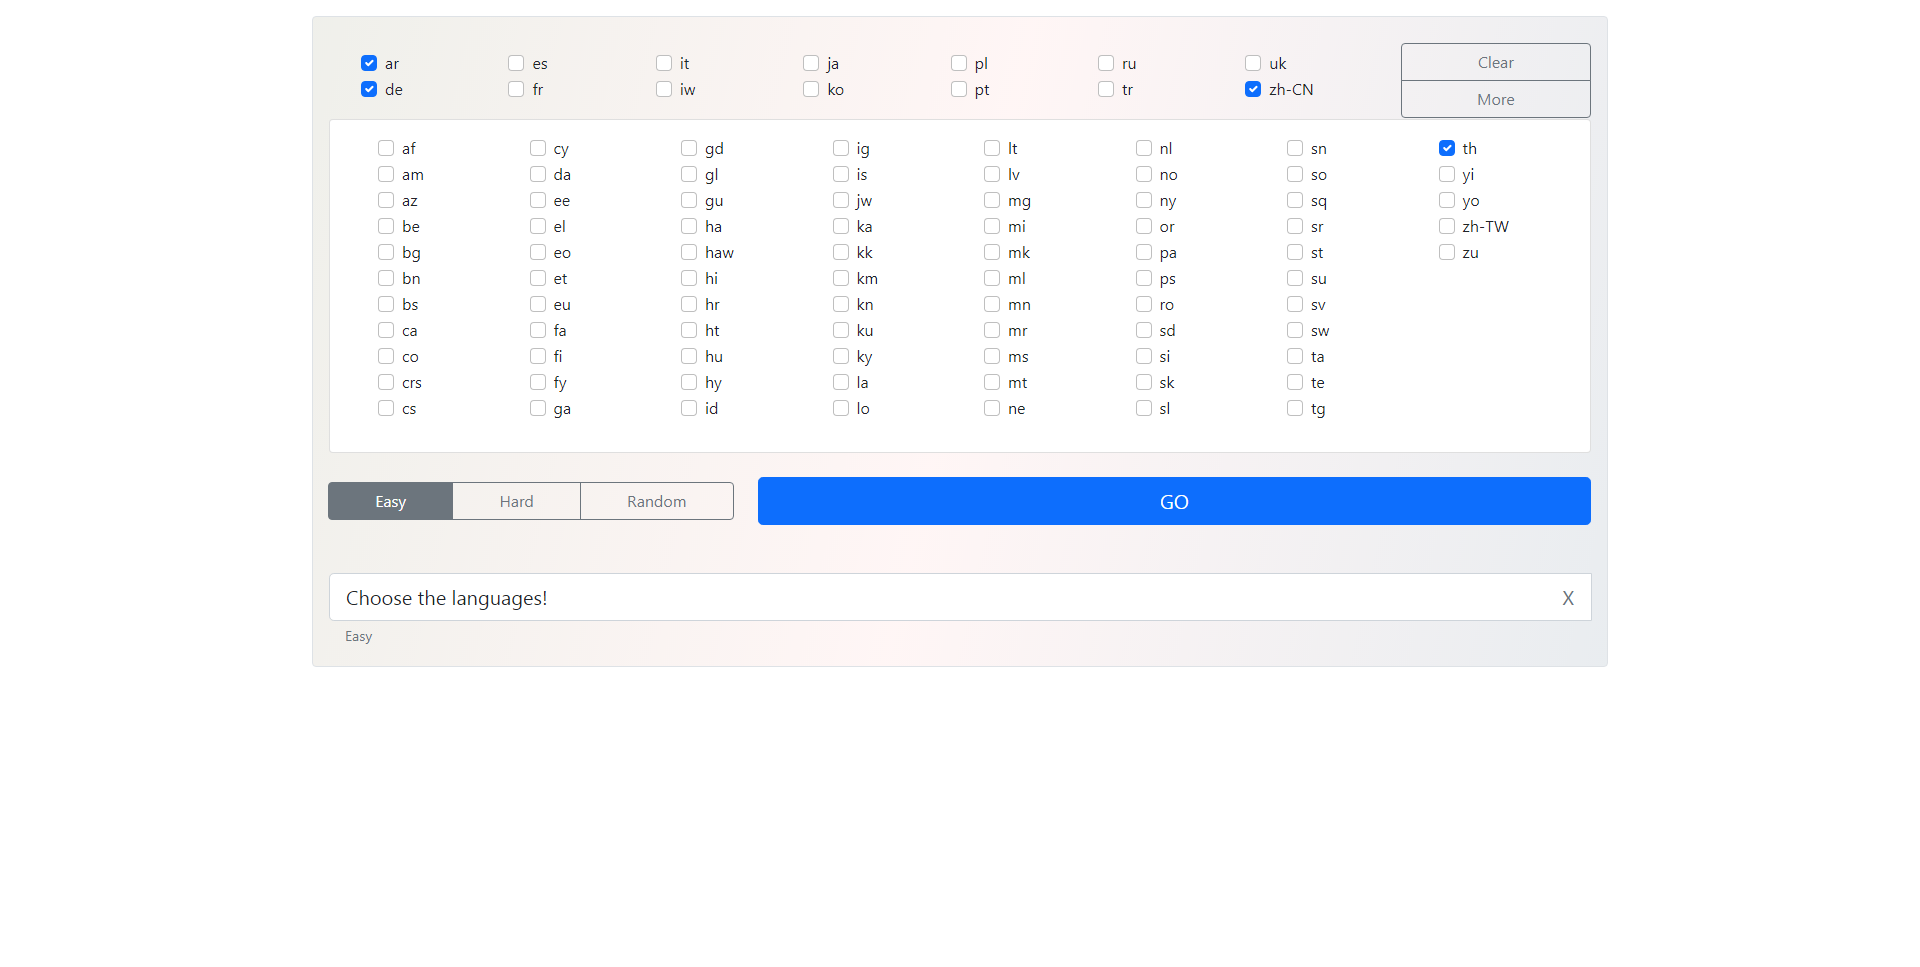 ar es it ja pl ru uk Clear
de fr iw ko pt tr zh-CN More
af cy gd ig lt nl sn th
am da gl is lv no so yi
az ee gu jw mg ny sq yo
be el ha ka mi or sr zh-TW
bg eo haw kk mk pa st zu
bn et hi km ml ps su
bs eu hr kn mn ro sv
ca fa ht ku mr sd sw
co fi hu ky ms si ta
crs fy hy la mt sk te
cs ga id lo ne sl tg
Easy Hard Random GO
Choose the languages! X
Easy